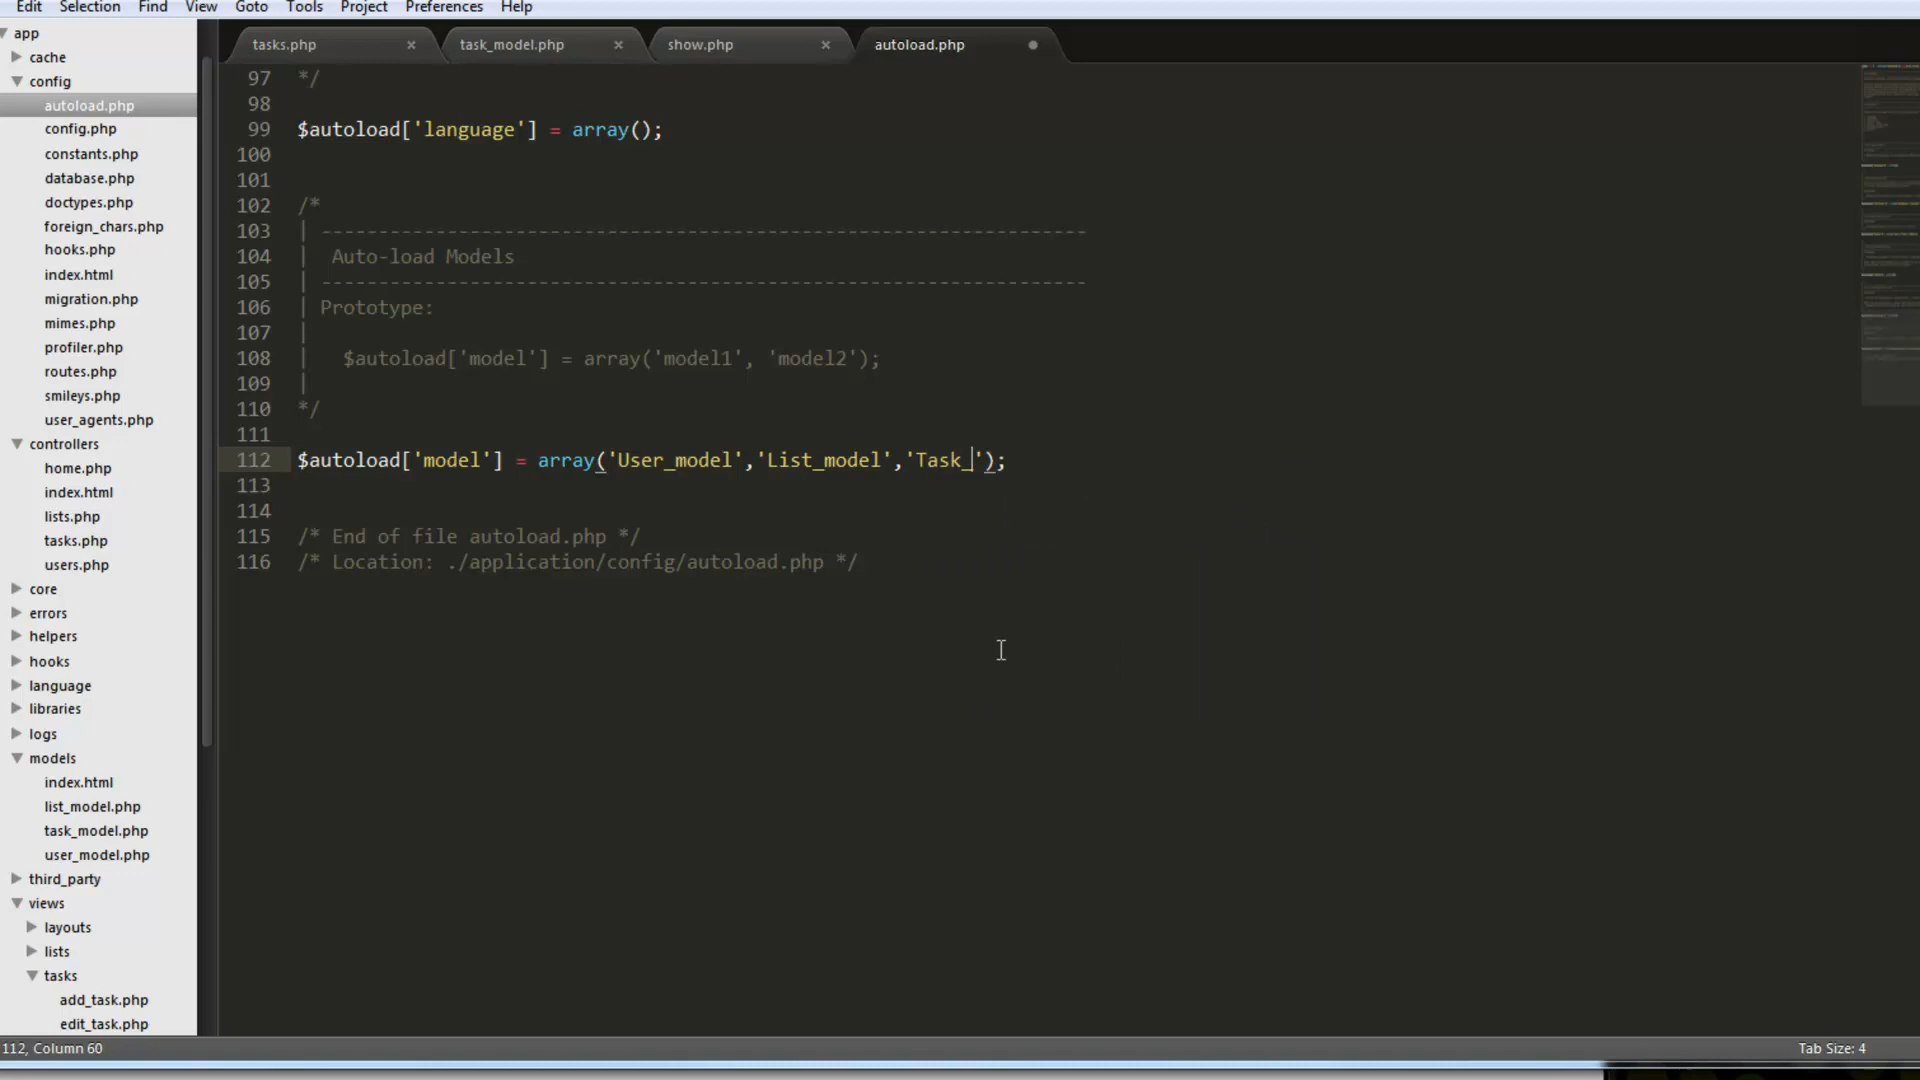 Edit Selection Find View Goto Tools Project Preferences Help
app
cache
config
autoload.php
config.php
constants.php
database.php
doctypes.php
foreign_chars.php
hooks.php
index.html
migration.php
mimes.php
profiler.php
routes.php
smileys.php
user_agents.php
controllers
home.php
index.html
lists.php
tasks.php
users.php
core
errors
helpers
hooks
language
libraries
logs
models
index.html
list_model.php
task_model.php
user_model.php
third_party
views
layouts
lists
tasks
add_task.php
edit_task.php
tasks.php × task_model.php × show.php × autoload.php
97 */
98
99 $autoload['language'] = array();
100
101
102 /*
103 | -------------------------------------------------------------------
104 |  Auto-load Models
105 | -------------------------------------------------------------------
106 | Prototype:
107 |
108 |   $autoload['model'] = array('model1', 'model2');
109 |
110 */
111
112 $autoload['model'] = array('User_model','List_model','Task_');
113
114
115 /* End of file autoload.php */
116 /* Location: ./application/config/autoload.php */
112, Column 60 Tab Size: 4